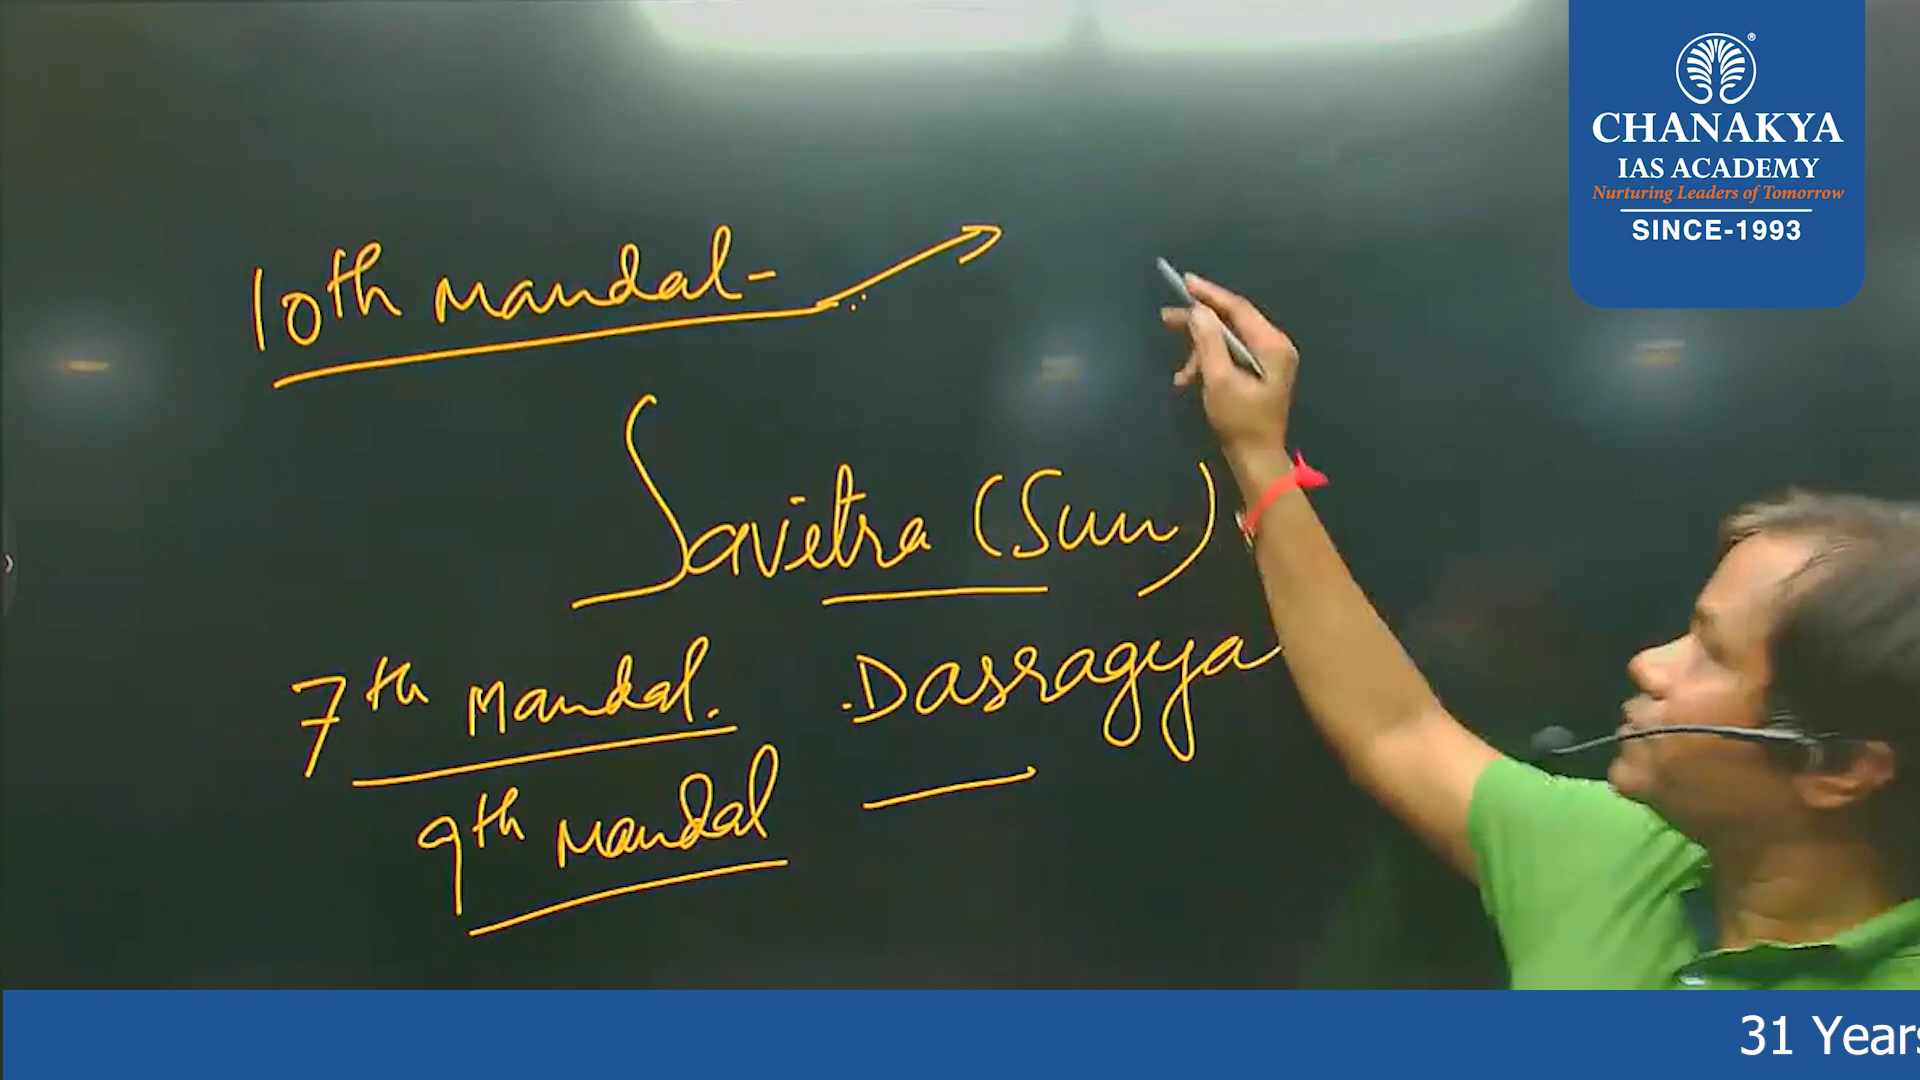 10th Mandal-
Savitra (Sun)
7th Mandal. Dasragya
9th Mandal
CHANAKYA
IAS ACADEMY
Nurturing Leaders of Tomorrow
SINCE-1993
31 Years